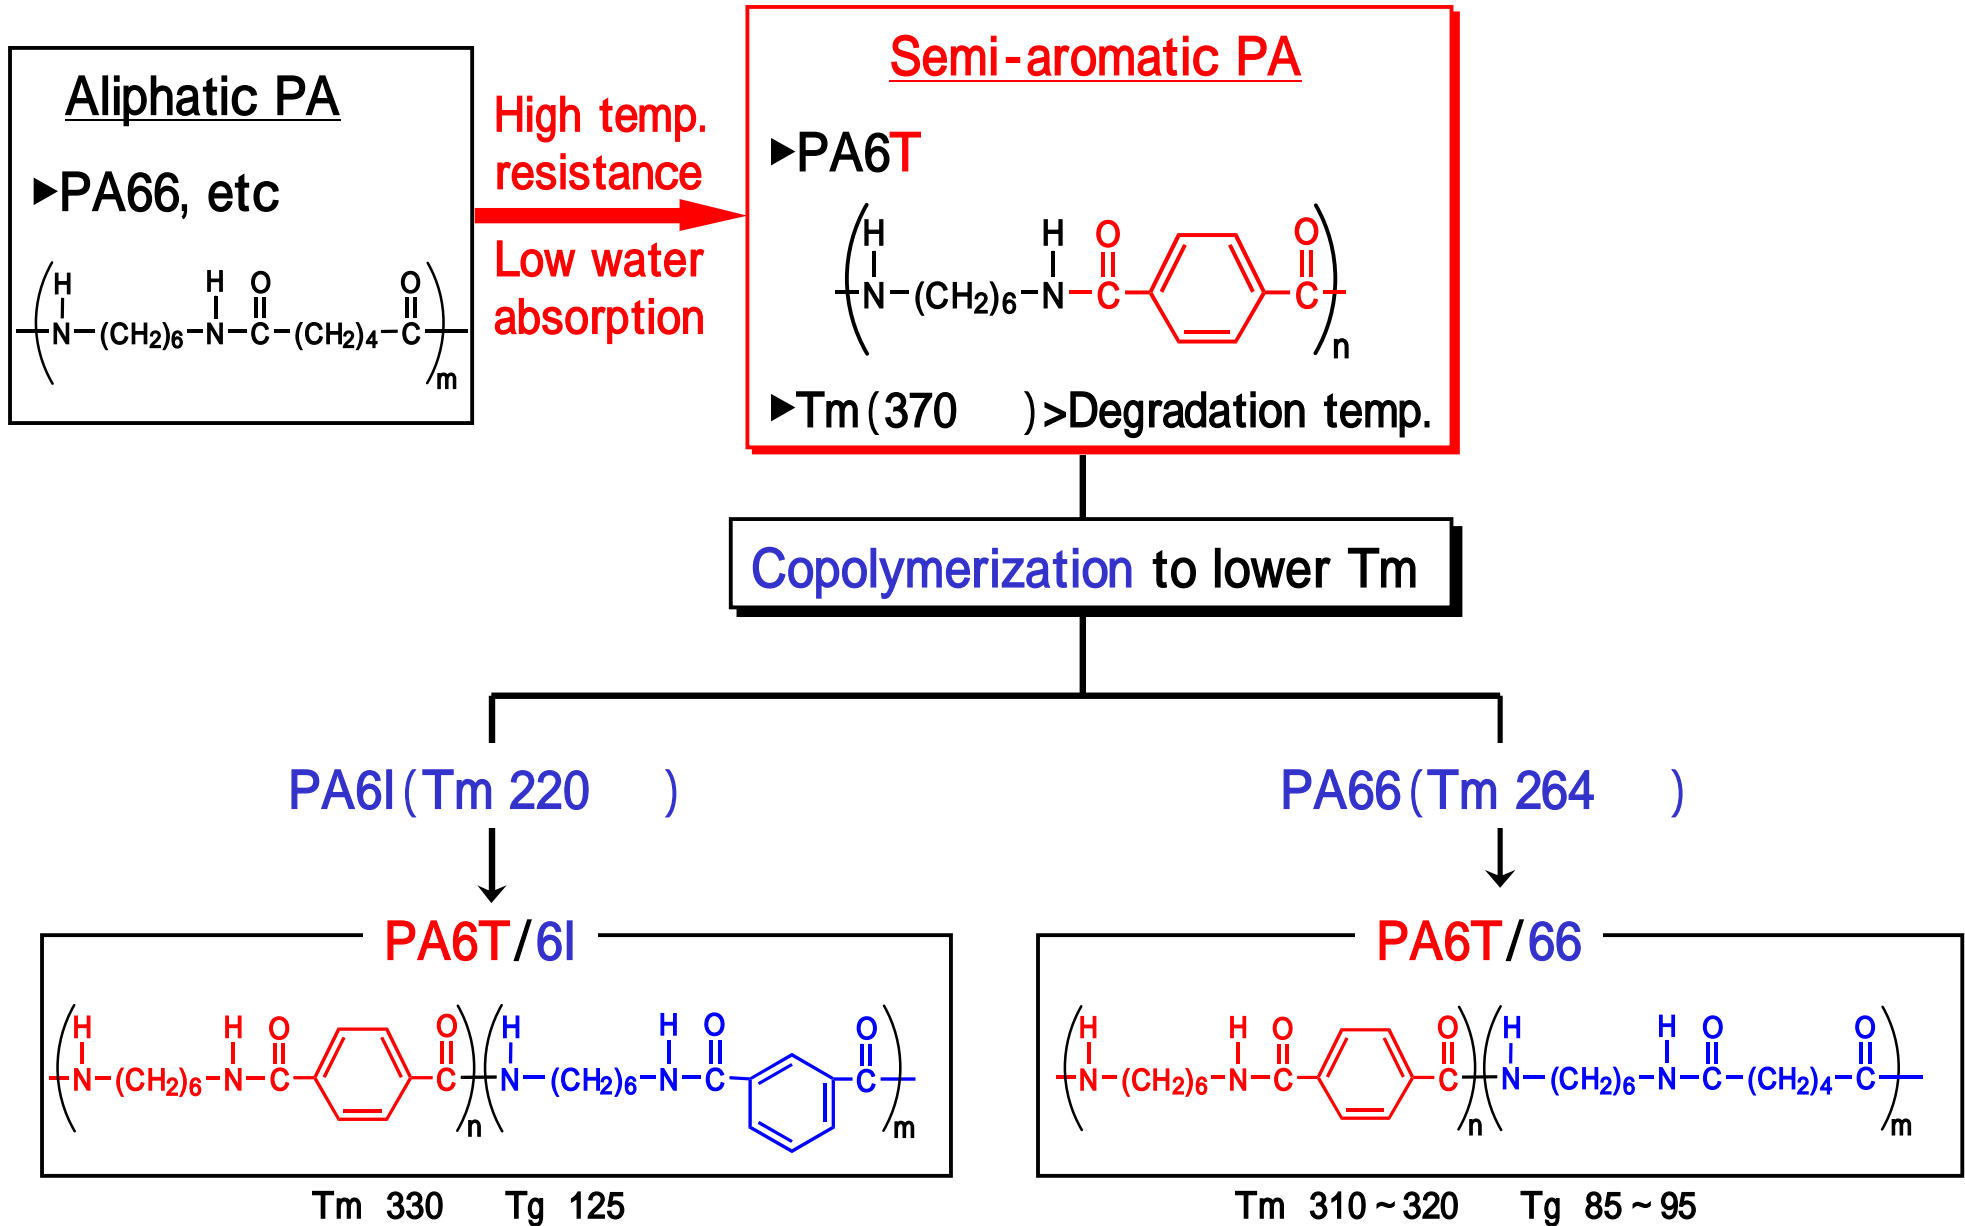 Aliphatic PA
▶PA66, etc
H
H O O
N-(CH2)6-N-C-(CH2)4-C
m
High temp.
resistance
Low water
absorption
Semi-aromatic PA
▶PA6T
H H O O
N-(CH2)6-N-C C
n
▶Tm(370 )>Degradation temp.
Copolymerization to lower Tm
PA6I(Tm 220 )
PA66(Tm 264 )
PA6T/6I
H H O O H H O O
N-(CH2)6-N-C C N-(CH2)6-N-C C
n m
Tm 330 Tg 125
PA6T/66
H H O O H H O O
N-(CH2)6-N-C C N-(CH2)6-N-C-(CH2)4-C
n m
Tm 310~320 Tg 85~95